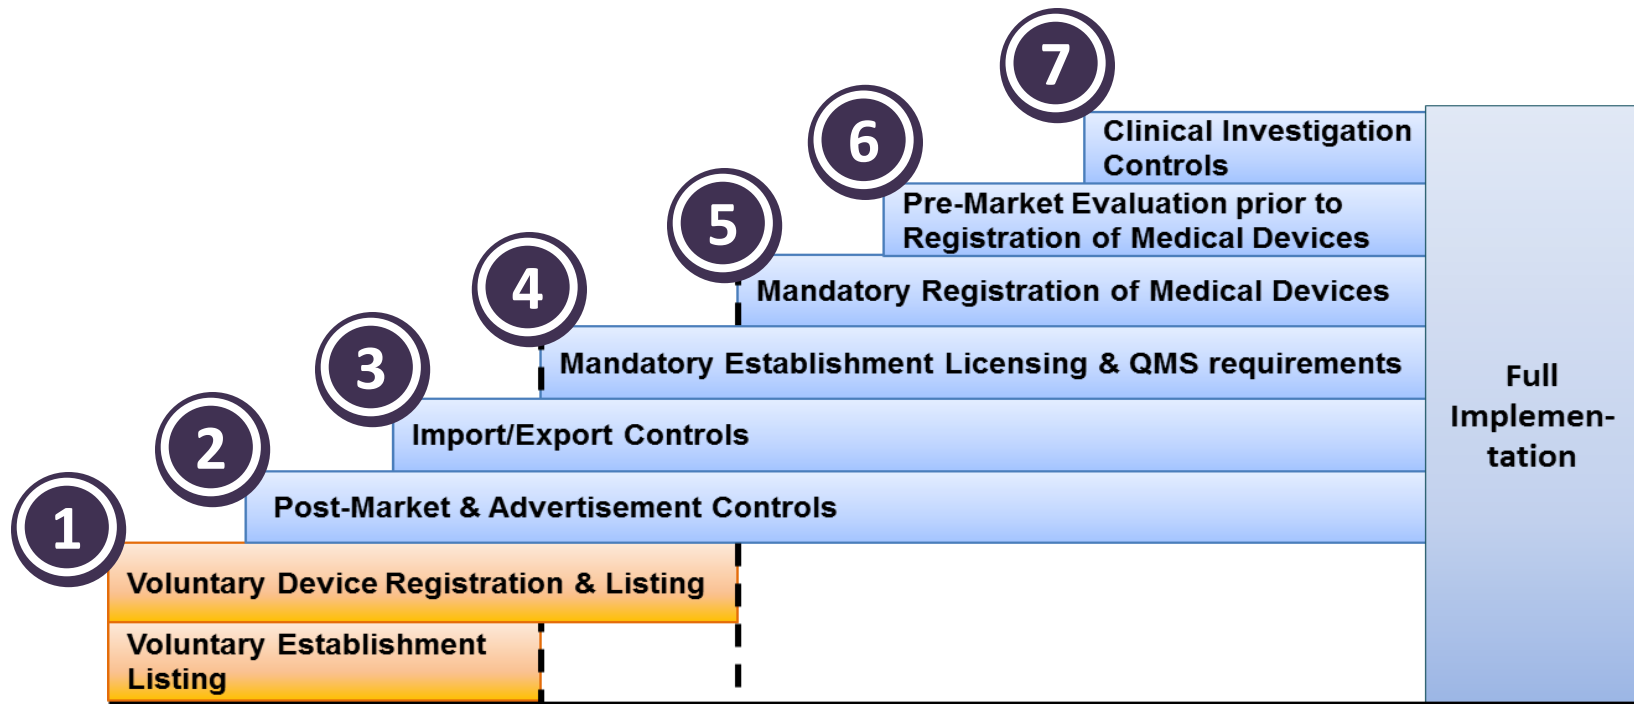 7
Clinical Investigation
Controls
6
Pre-Market Evaluation prior to
Registration of Medical Devices
5
Mandatory Registration of Medical Devices
4
Mandatory Establishment Licensing & QMS requirements
3
Import/Export Controls
2
Post-Market & Advertisement Controls
1
Voluntary Device Registration & Listing
Voluntary Establishment
Listing
Full
Implemen-
tation